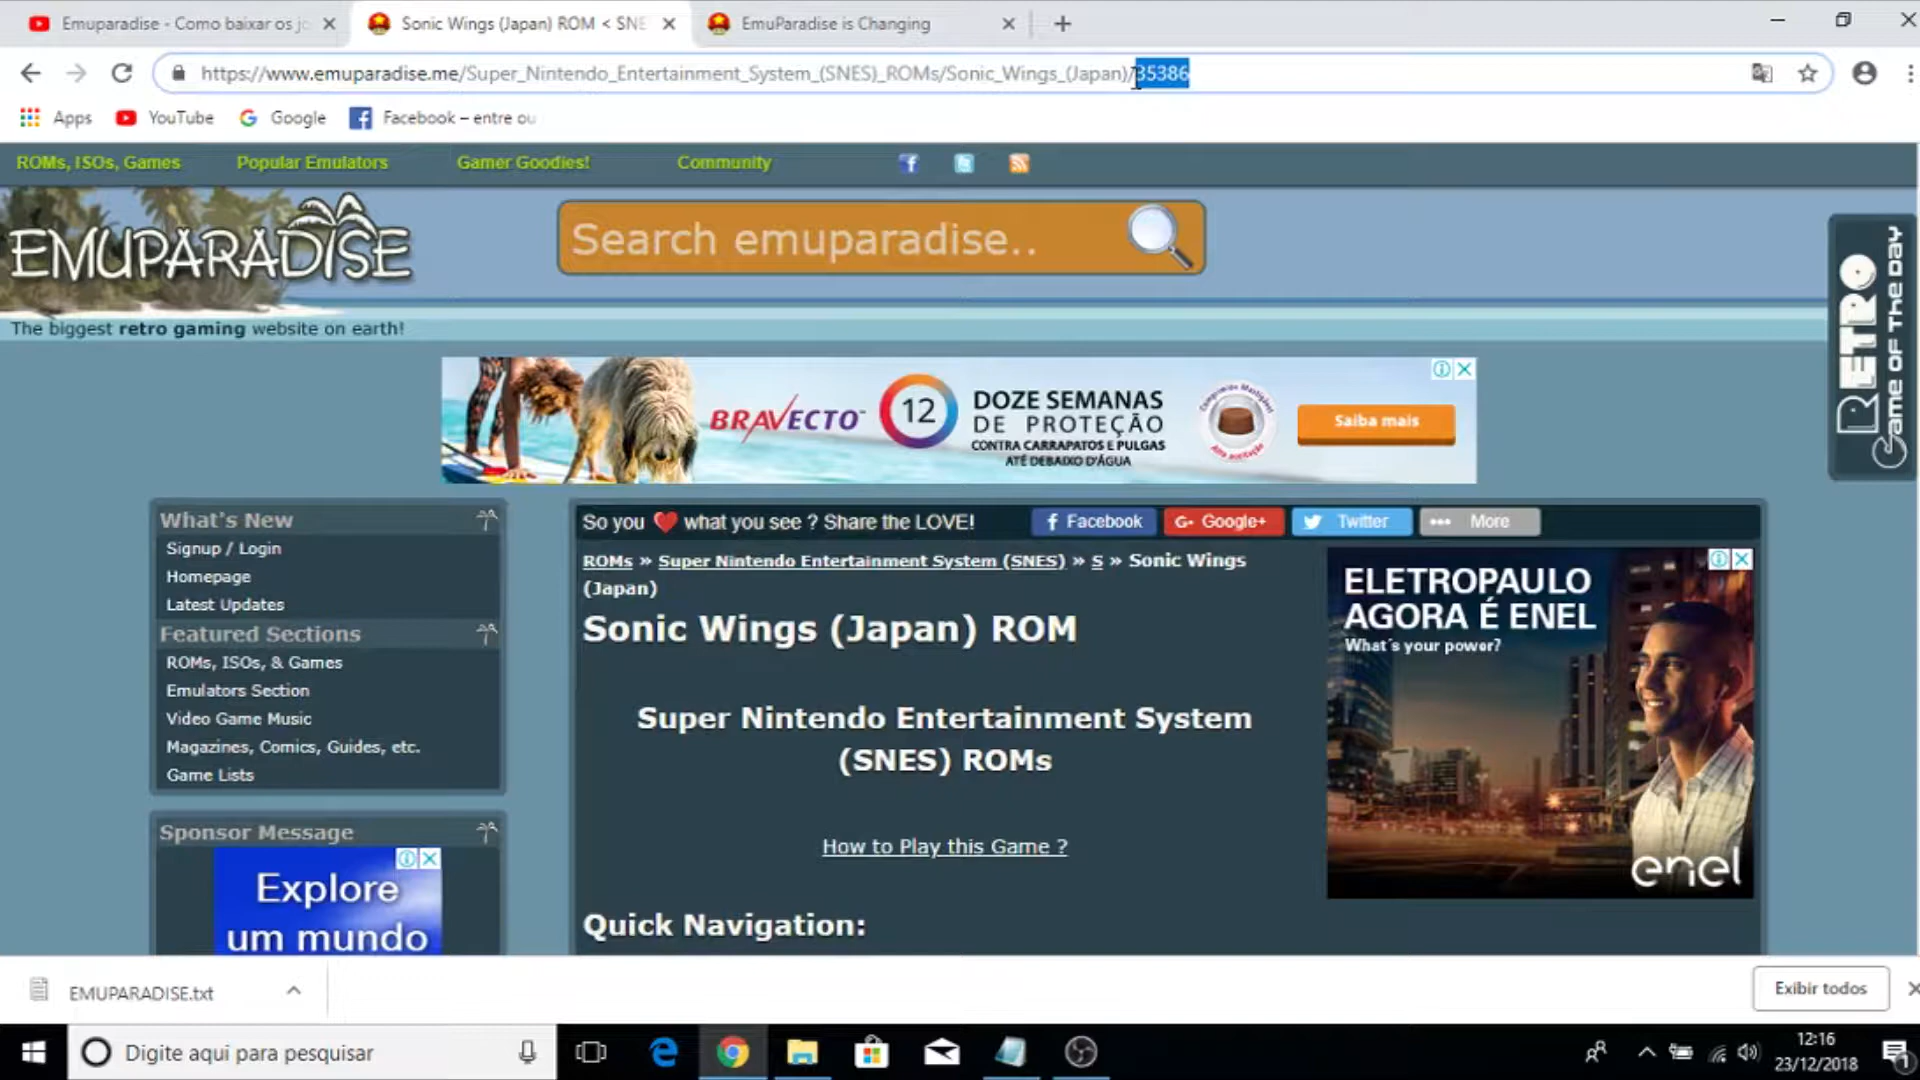 Emuparadise - Como baixar os jo
Sonic Wings (Japan) ROM < SNE
EmuParadise is Changing
https://www.emuparadise.me/Super_Nintendo_Entertainment_System_(SNES)_ROMs/Sonic_Wings_(Japan)/35386
Apps
YouTube
Google
Facebook – entre ou
ROMs, ISOs, Games
Popular Emulators
Gamer Goodies!
Community
EMUPARADISE
Search emuparadise..
The biggest retro gaming website on earth!
RETRO
Game OF The DAY
BRAVECTO
12
DOZE SEMANAS
DE PROTEÇÃO
CONTRA CARRAPATOS E PULGAS
ATÉ DEBAIXO D'ÁGUA
Saiba mais
What's New
Signup / Login
Homepage
Latest Updates
Featured Sections
ROMs, ISOs, & Games
Emulators Section
Video Game Music
Magazines, Comics, Guides, etc.
Game Lists
Sponsor Message
Explore
um mundo
So you ❤ what you see ? Share the LOVE!
Facebook
G+ Google+
Twitter
More
ROMs » Super Nintendo Entertainment System (SNES) » S » Sonic Wings
(Japan)
Sonic Wings (Japan) ROM
Super Nintendo Entertainment System
(SNES) ROMs
How to Play this Game ?
Quick Navigation:
ELETROPAULO
AGORA É ENEL
What's your power?
enel
EMUPARADISE.txt
Exibir todos
Digite aqui para pesquisar
12:16
23/12/2018
1